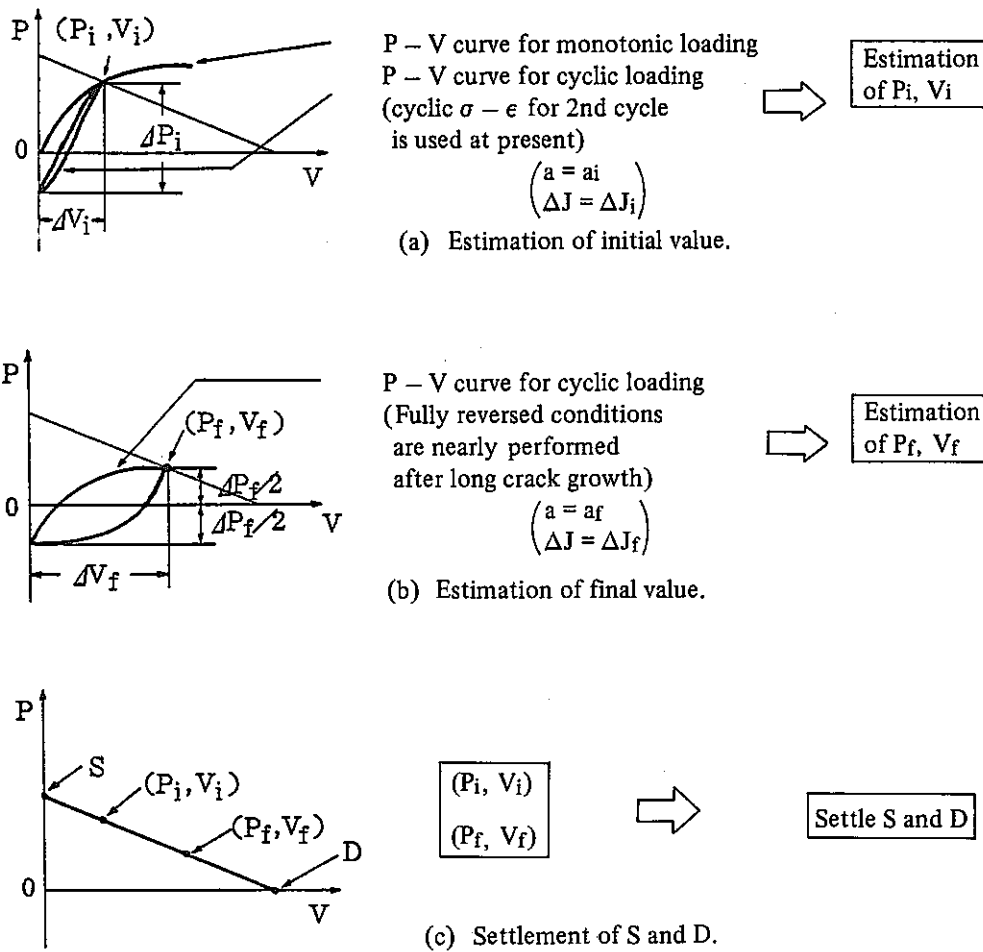 P
(Pi, Vi)
ΔPi
0
V
ΔVi
P – V curve for monotonic loading
P – V curve for cyclic loading
(cyclic σ – ϵ for 2nd cycle
is used at present)
(a = ai
ΔJ = ΔJi)
Estimation
of Pi, Vi
(a) Estimation of initial value.
P
(Pf, Vf)
ΔPf/2
0
V
ΔPf/2
ΔVf
P – V curve for cyclic loading
(Fully reversed conditions
are nearly performed
after long crack growth)
(a = af
ΔJ = ΔJf)
Estimation
of Pf, Vf
(b) Estimation of final value.
P
S
(Pi, Vi)
(Pf, Vf)
D
0
V
(Pi, Vi)
(Pf, Vf)
Settle S and D
(c) Settlement of S and D.